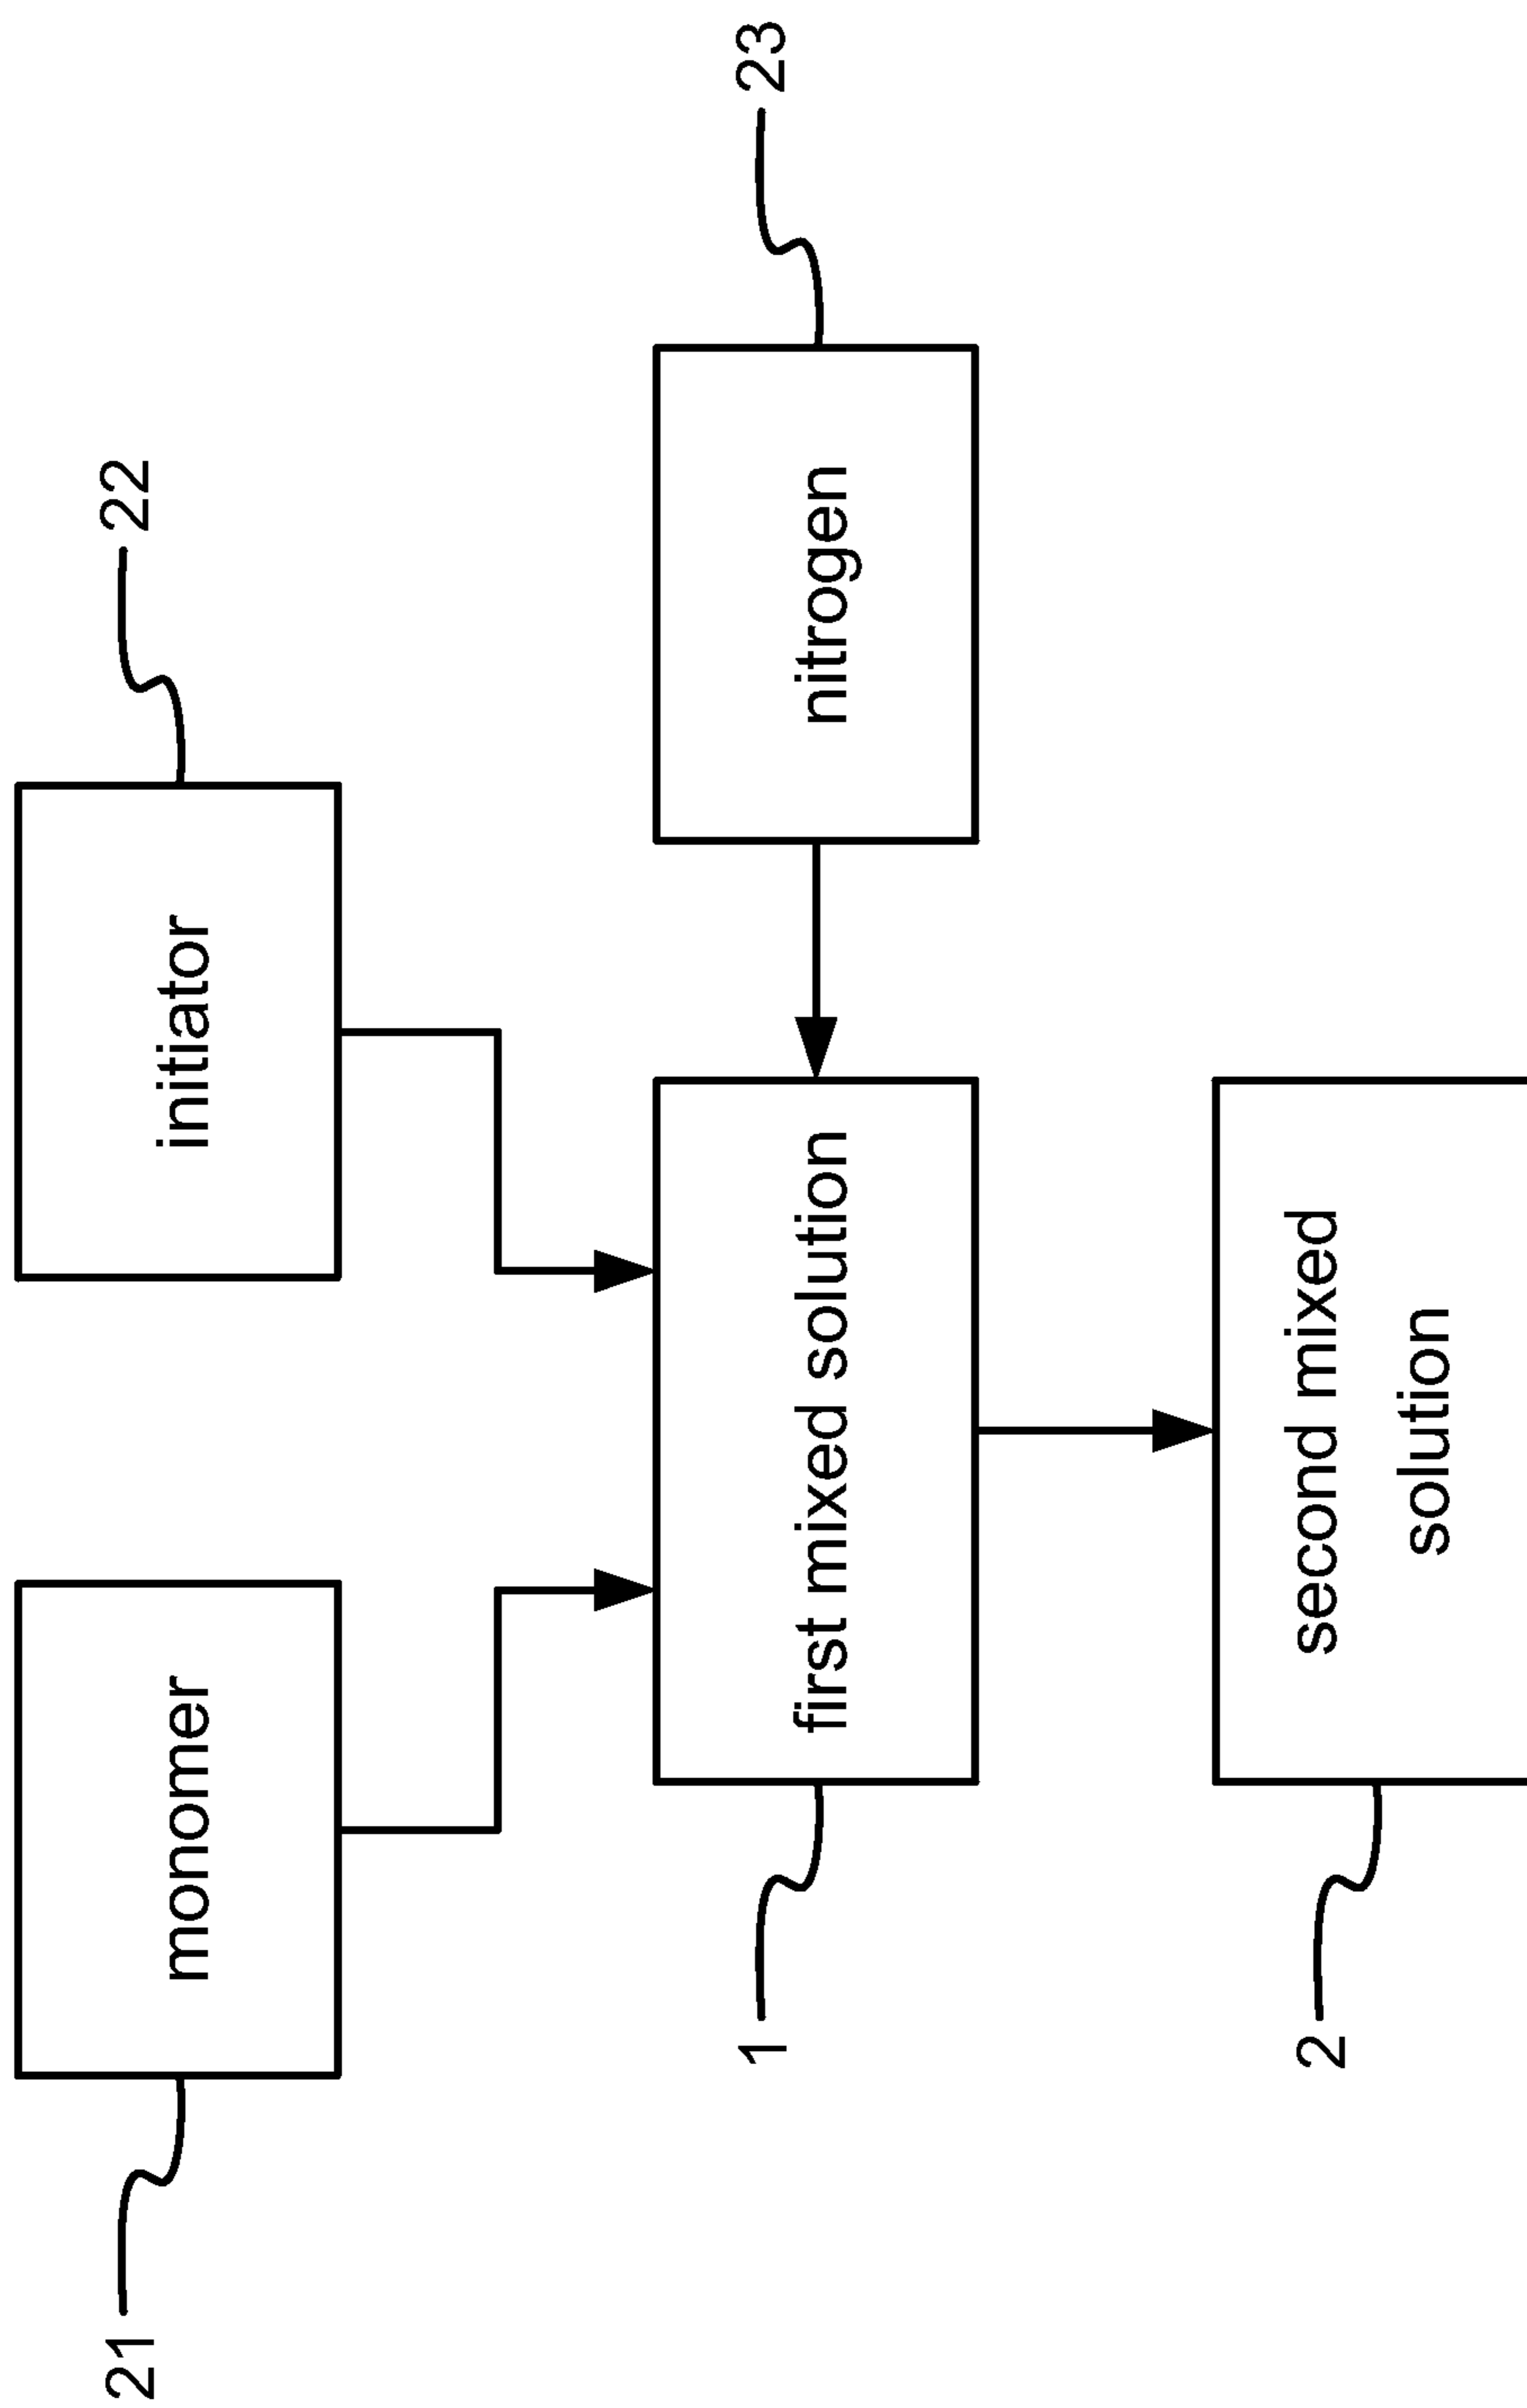 22
21
monomer
initiator
23
1
first mixed solution
nitrogen
2
second mixed
solution